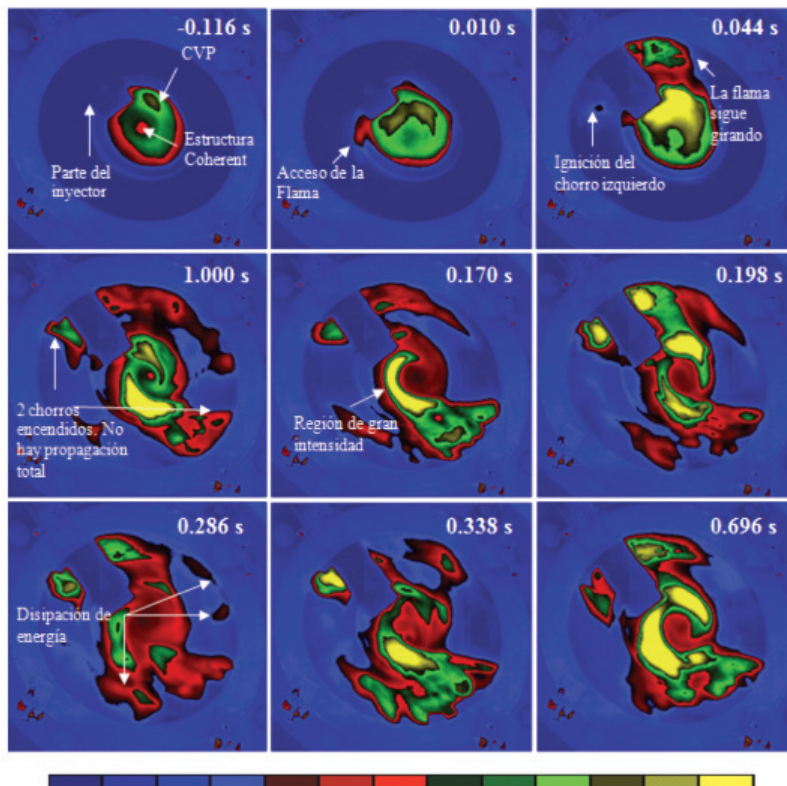 -0.116 s
CVP
Estructura
Coherent
Parte del
inyector
0.010 s
Acceso de la
Flama
0.044 s
La flama
sigue
girando
Ignición del
chorro izquierdo
1.000 s
2 chorros
encendidos. No
hay propagación
total
0.170 s
Región de gran
intensidad
0.198 s
0.286 s
Disipación de
energía
0.338 s
0.696 s